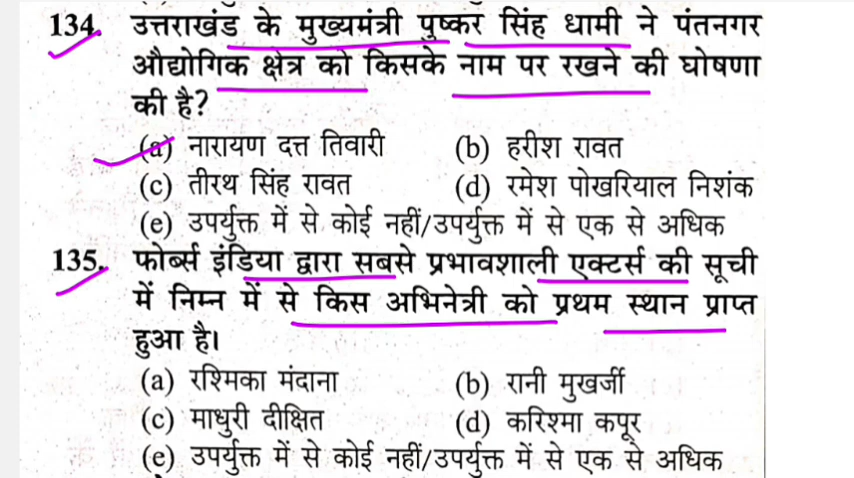 134. उत्तराखंड के मुख्यमंत्री पुष्कर सिंह धामी ने पंतनगर
औद्योगिक क्षेत्र को किसके नाम पर रखने की घोषणा
की है?
(a) नारायण दत्त तिवारी (b) हरीश रावत
(c) तीरथ सिंह रावत (d) रमेश पोखरियाल निशंक
(e) उपर्युक्त में से कोई नहीं/उपर्युक्त में से एक से अधिक
135. फोर्ब्स इंडिया द्वारा सबसे प्रभावशाली एक्टर्स की सूची
में निम्न में से किस अभिनेत्री को प्रथम स्थान प्राप्त
हुआ है।
(a) रश्मिका मंदाना (b) रानी मुखर्जी
(c) माधुरी दीक्षित (d) करिश्मा कपूर
(e) उपर्युक्त में से कोई नहीं/उपर्युक्त में से एक से अधिक